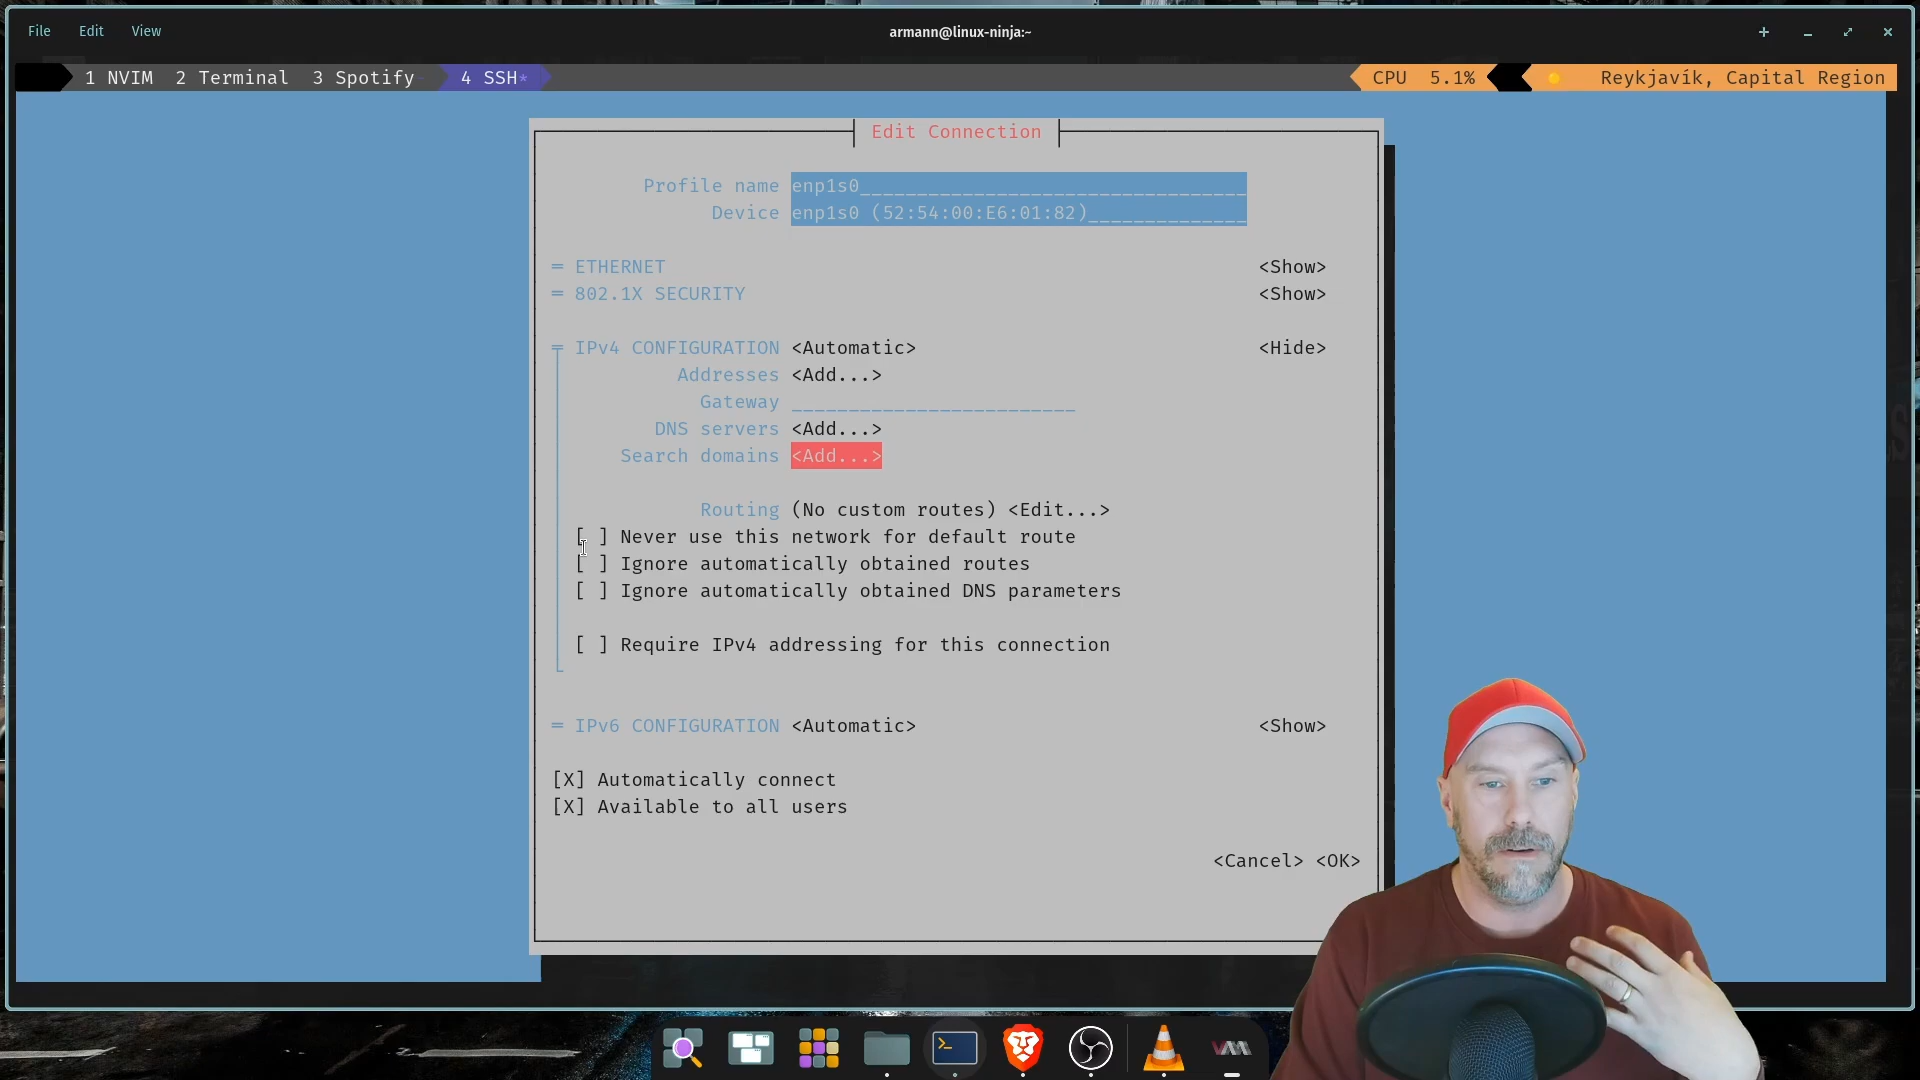 File Edit View armann@linux-ninja:~
1 NVIM 2 Terminal 3 Spotify- 4 SSH* CPU 5.1% Reykjavík, Capital Region
Edit Connection
Profile name enp1s0
Device enp1s0 (52:54:00:E6:01:82)
= ETHERNET <Show>
= 802.1X SECURITY <Show>
IPv4 CONFIGURATION <Automatic> <Hide>
Addresses <Add...>
Gateway
DNS servers <Add...>
Search domains <Add...>
Routing (No custom routes) <Edit...>
[ ] Never use this network for default route
[ ] Ignore automatically obtained routes
[ ] Ignore automatically obtained DNS parameters
[ ] Require IPv4 addressing for this connection
= IPv6 CONFIGURATION <Automatic> <Show>
[X] Automatically connect
[X] Available to all users
<Cancel> <OK>